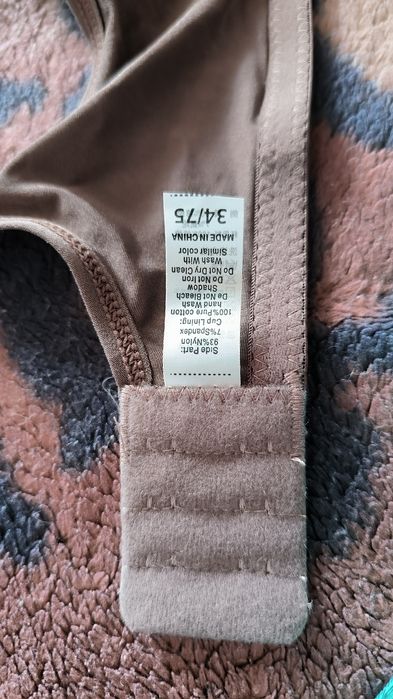 Side Part:
93%Nylon
7%Spandex
Cup Lining:
100%Pure cotton
hand Wash
De Not Bleach
Shadow
Do Not Iron
Do Not Dry Clean
Wash With
Similar color
MADE IN CHINA
34/75